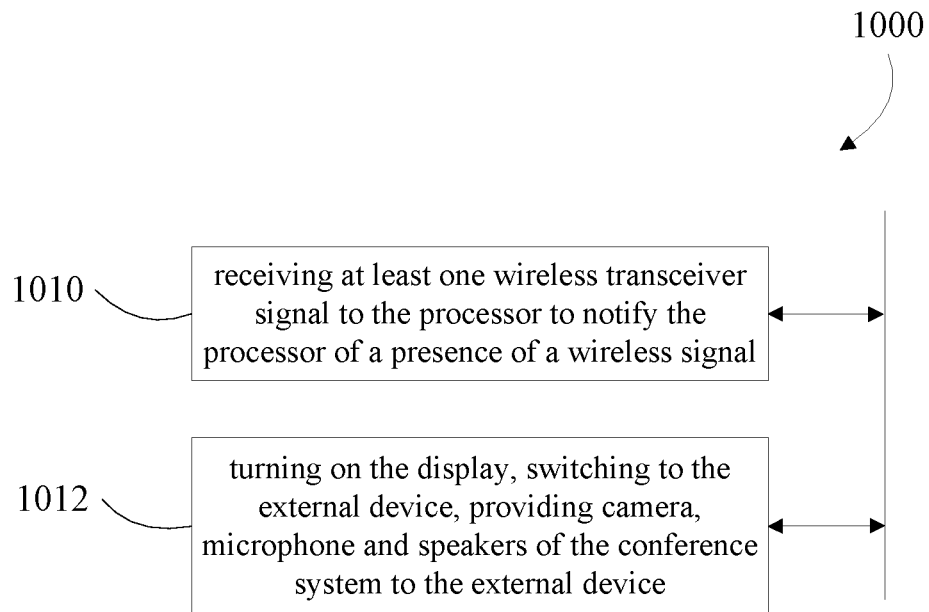 1000
1010
receiving at least one wireless transceiver
signal to the processor to notify the
processor of a presence of a wireless signal
1012
turning on the display, switching to the
external device, providing camera,
microphone and speakers of the conference
system to the external device